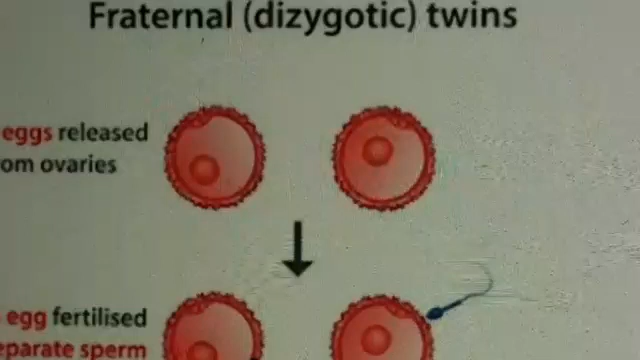 Fraternal (dizygotic) twins
eggs released
om ovaries
egg fertilised
eparate sperm